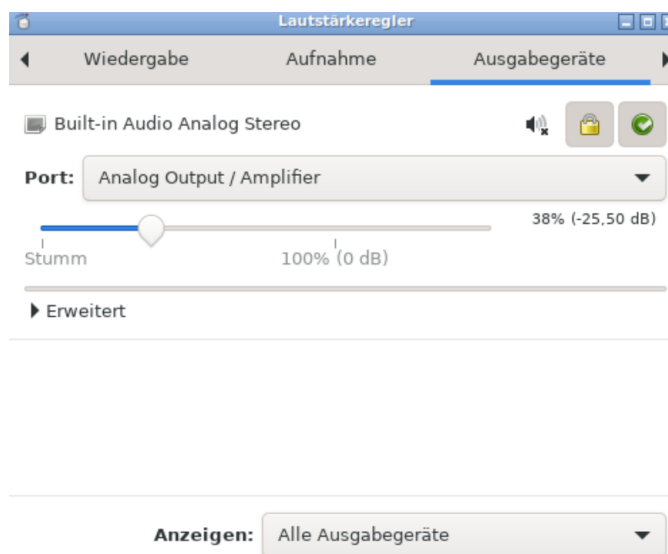 Lautstärkeregler
Wiedergabe Aufnahme Ausgabegeräte
Built-in Audio Analog Stereo
Port: Analog Output / Amplifier
38% (-25,50 dB)
Stumm 100% (0 dB)
Erweitert
Anzeigen: Alle Ausgabegeräte